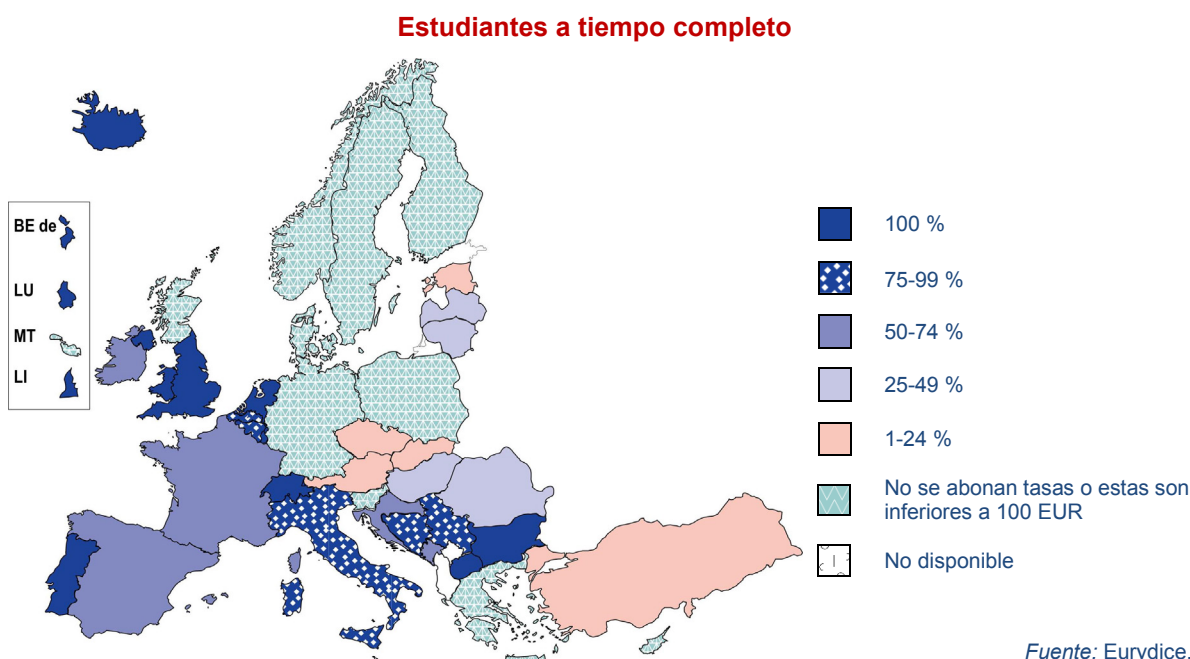 Estudiantes a tiempo completo
BE de
LU
MT
LI
100 %
75-99 %
50-74 %
25-49 %
1-24 %
No se abonan tasas o estas son
inferiores a 100 EUR
No disponible
Fuente: Eurydice.